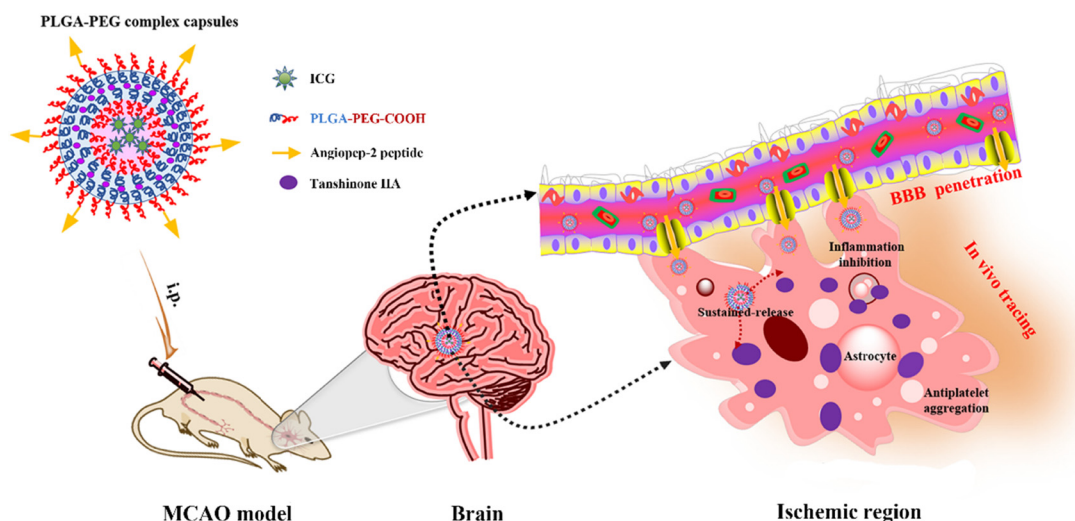 PLGA-PEG complex capsules
ICG
PLGA-PEG-COOH
Angiopep-2 peptide
Tanshinone IIA
i.p.
BBB penetration
In vivo tracing
Inflammation
inhibition
Sustained-release
Astrocyte
Antiplatelet
aggregation
MCAO model
Brain
Ischemic region